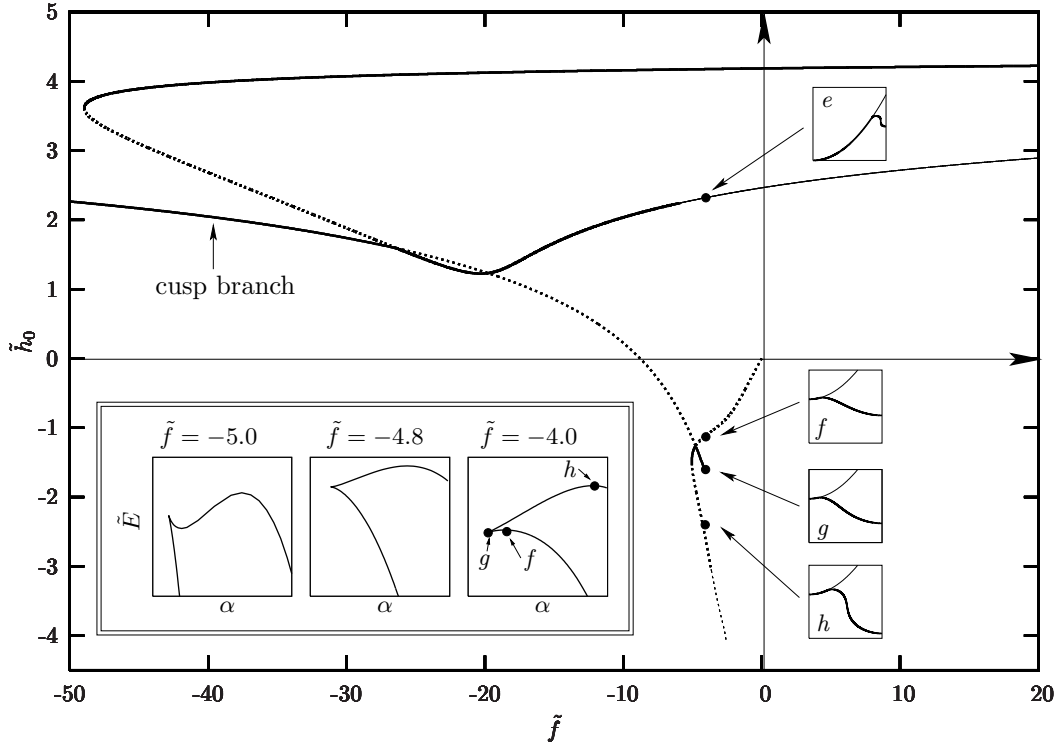 5
4
3
2
1
0
-1
-2
-3
-4
-50 -40 -30 -20 -10 0 10 20
h̃₀
f̃
cusp branch
e
f
g
h
f̃ = −5.0 f̃ = −4.8 f̃ = −4.0
Ẽ
h
g f
α α α